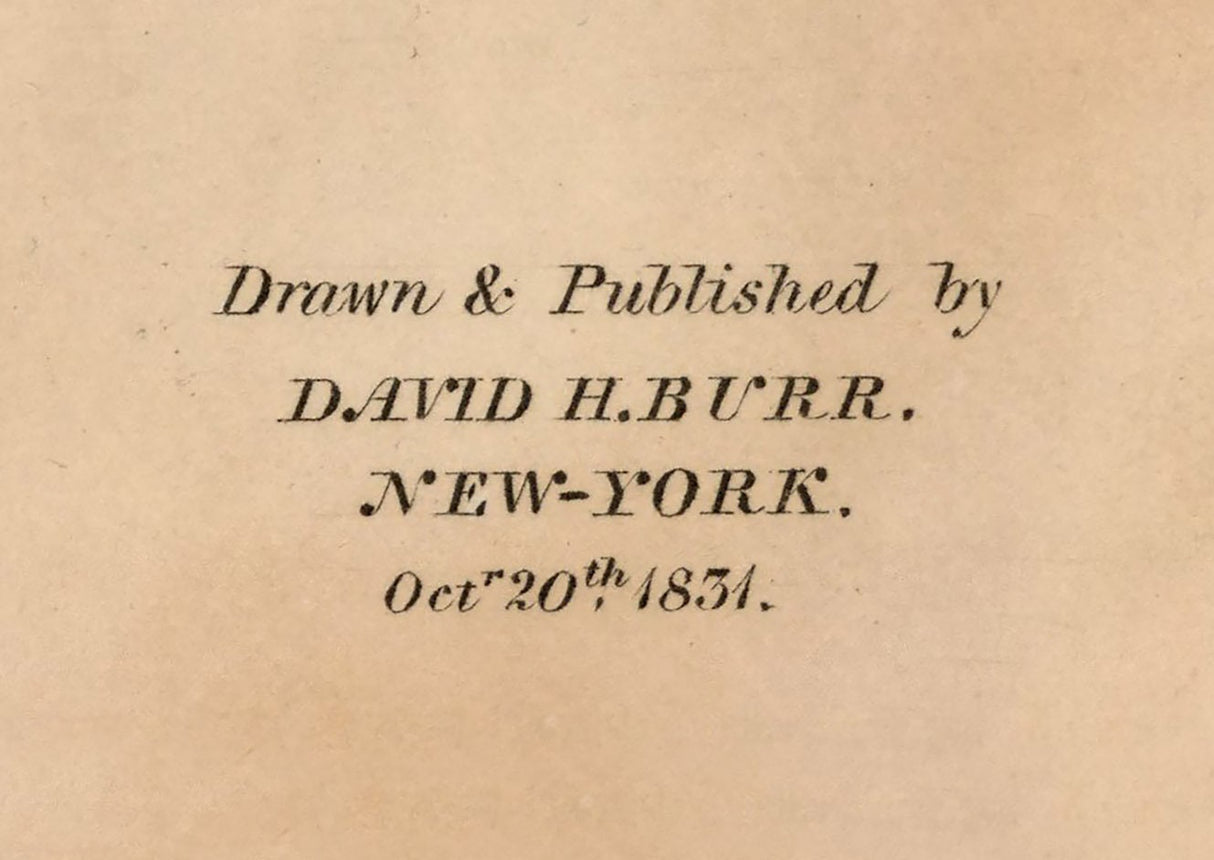 Drawn & Published by
DAVID H. BURR.
NEW-YORK.
Octr 20th, 1831.